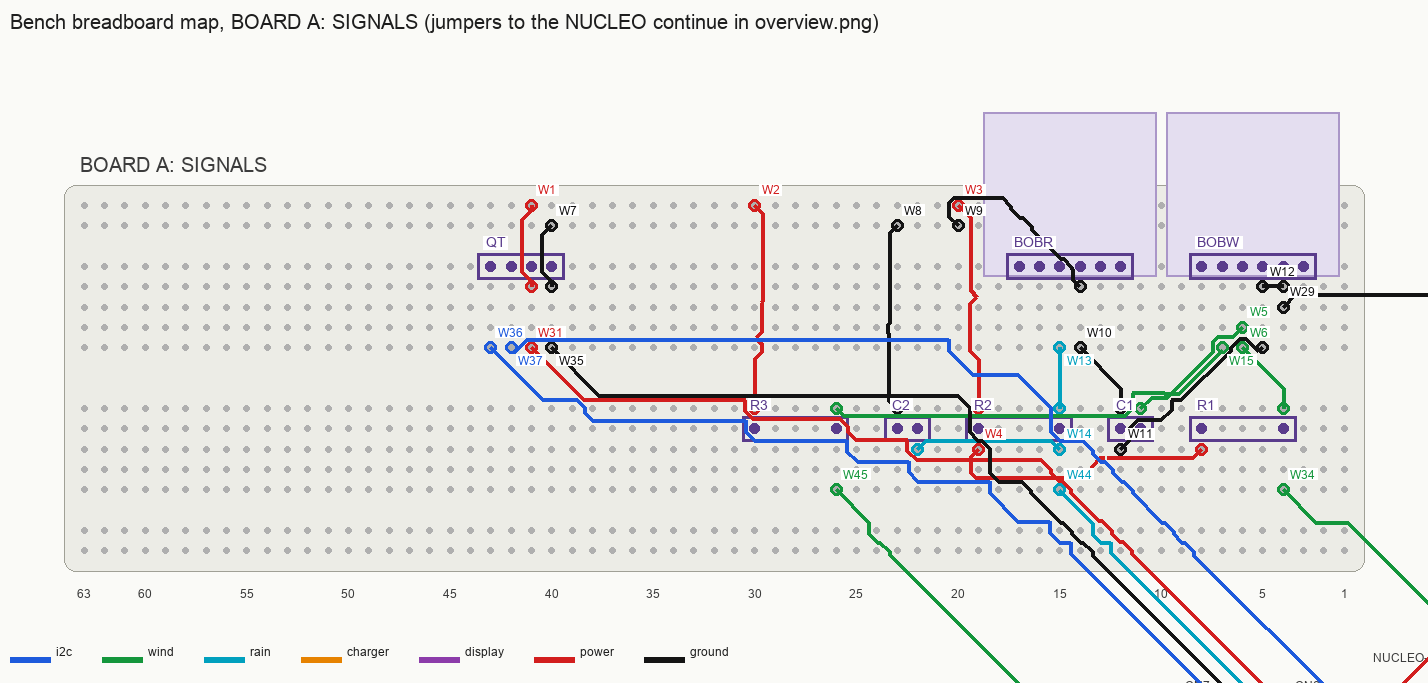 Bench breadboard map, BOARD A: SIGNALS (jumpers to the NUCLEO continue in overview.png)
BOARD A: SIGNALS
W1 W2 W3
W7 W8 W9
QT BOBR BOBW
W12
W29
W5
W36 W31 W10 W6
W37 W35 W13 W15
R3 C2 R2 C1 R1
W4 W14 W11
W45 W44 W34
63 60 55 50 45 40 35 30 25 20 15 10 5 1
i2c wind rain charger display power ground
NUCLEO